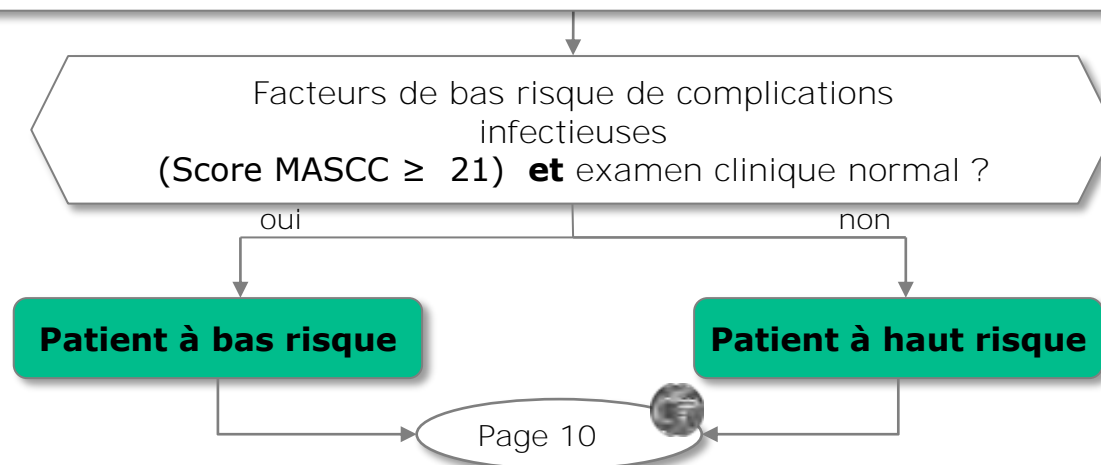 Facteurs de bas risque de complications
infectieuses
(Score MASCC ≥ 21) et examen clinique normal ?
oui
non
Patient à bas risque
Patient à haut risque
Page 10